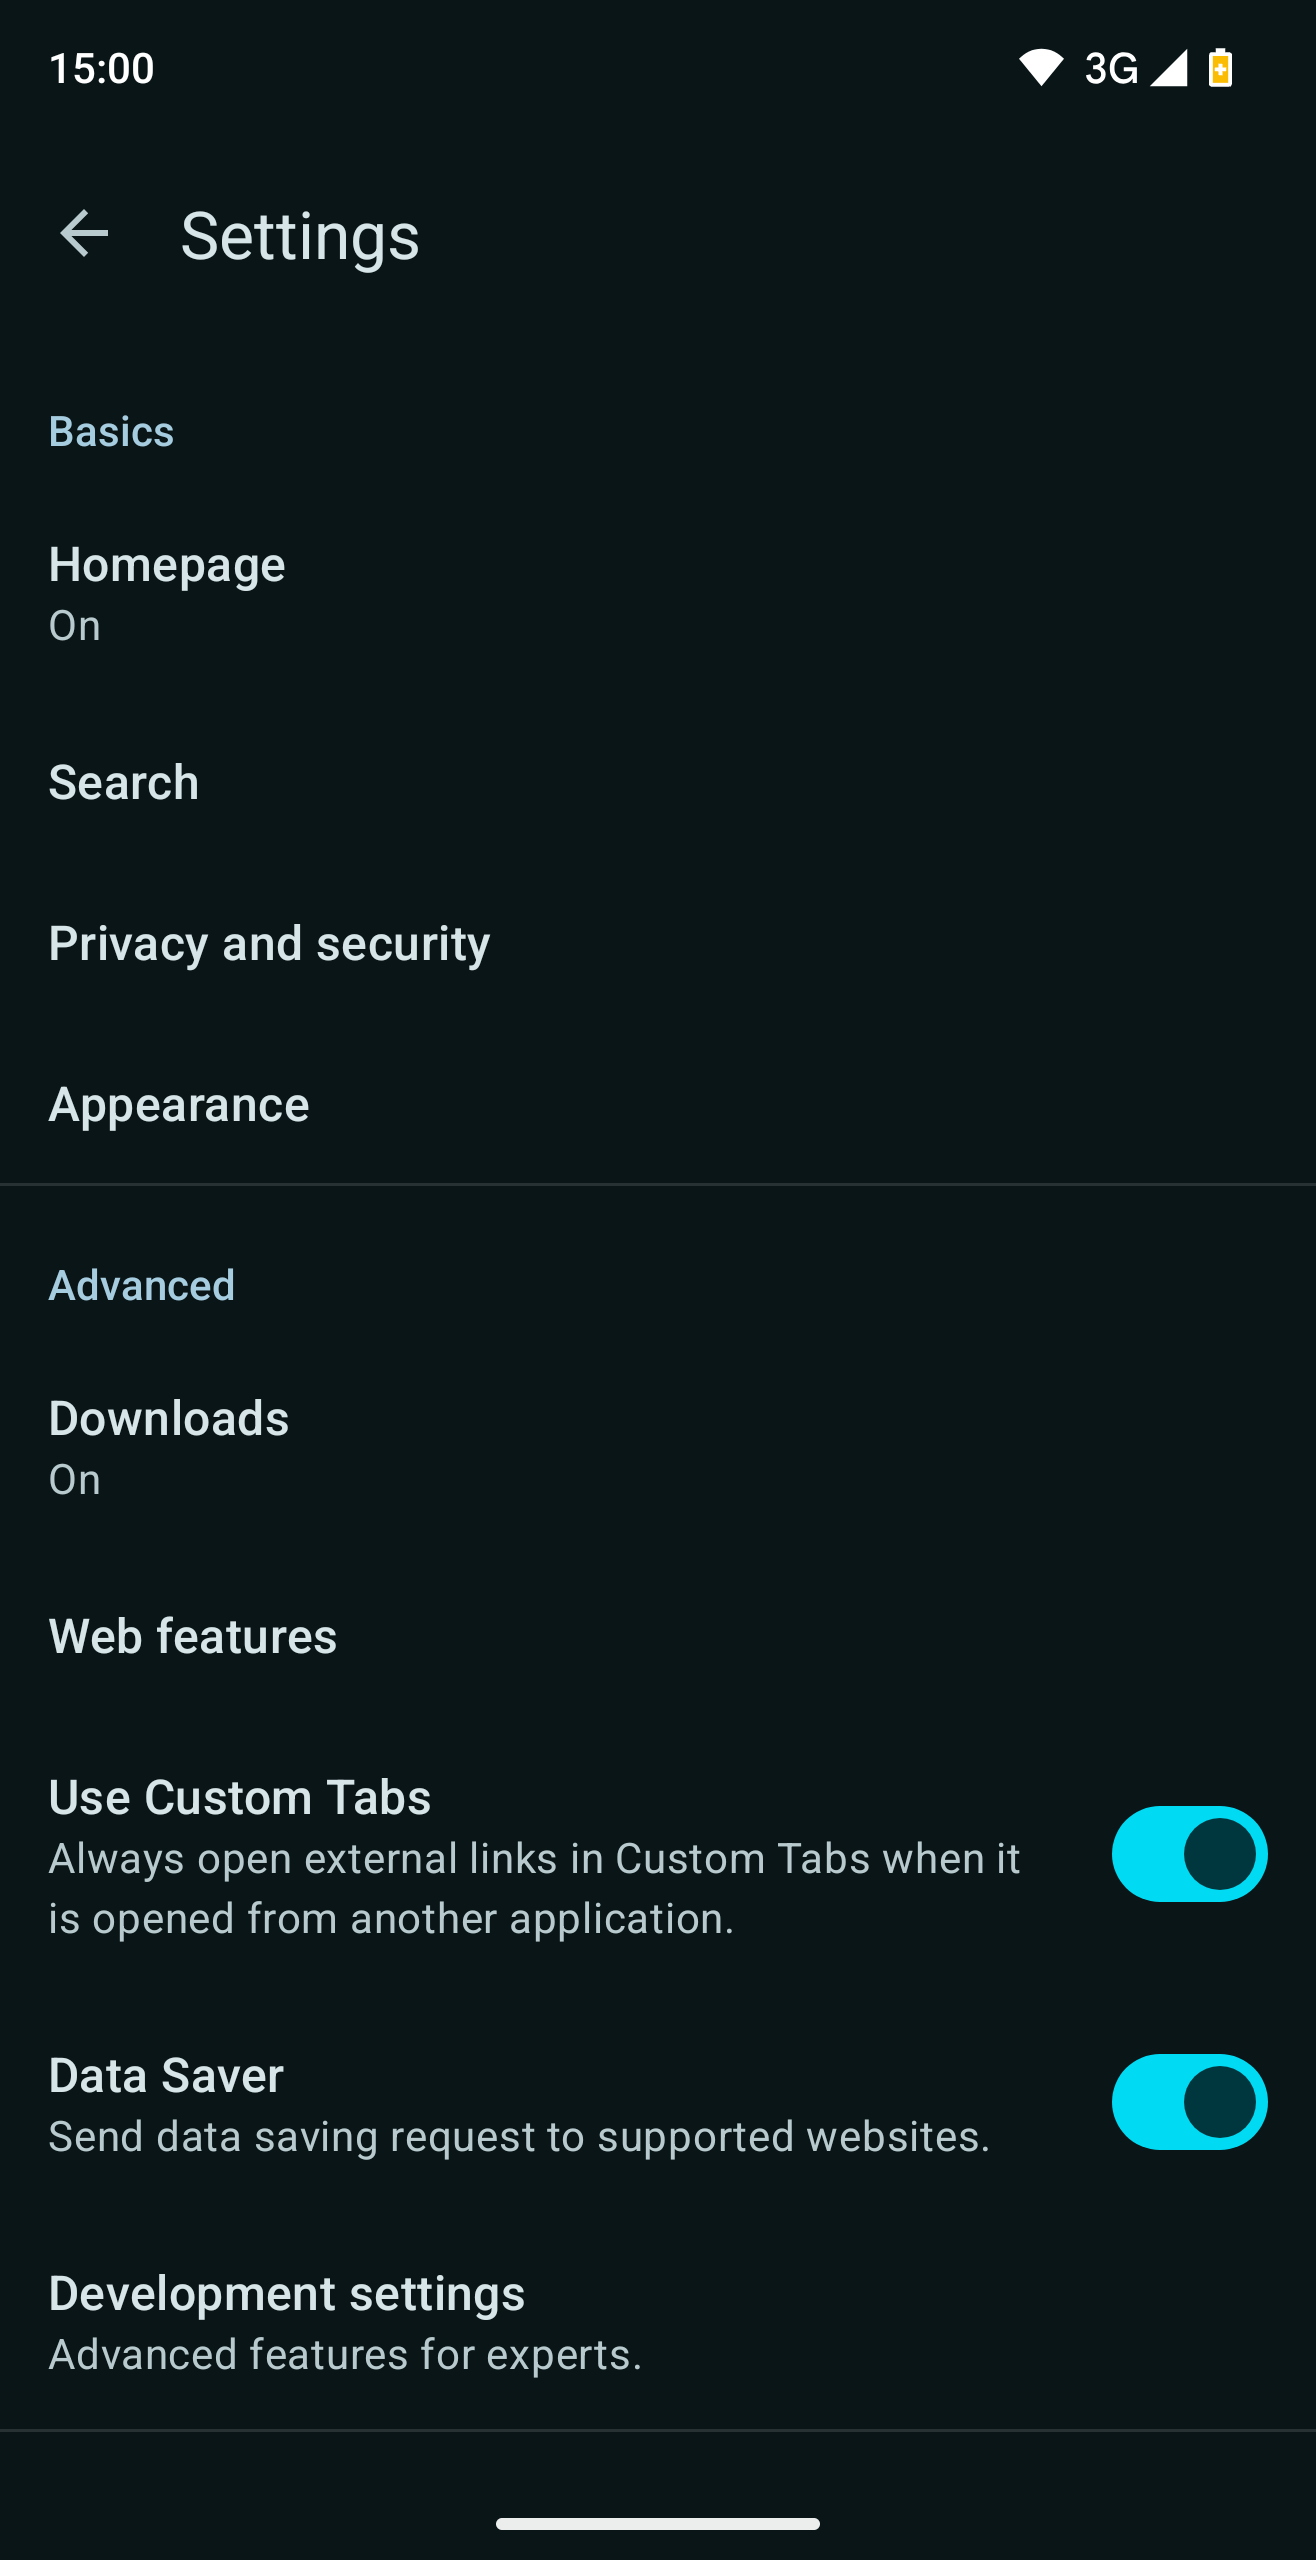 15:00
3G
Settings
Basics
Homepage
On
Search
Privacy and security
Appearance
Advanced
Downloads
On
Web features
Use Custom Tabs
Always open external links in Custom Tabs when it
is opened from another application.
Data Saver
Send data saving request to supported websites.
Development settings
Advanced features for experts.